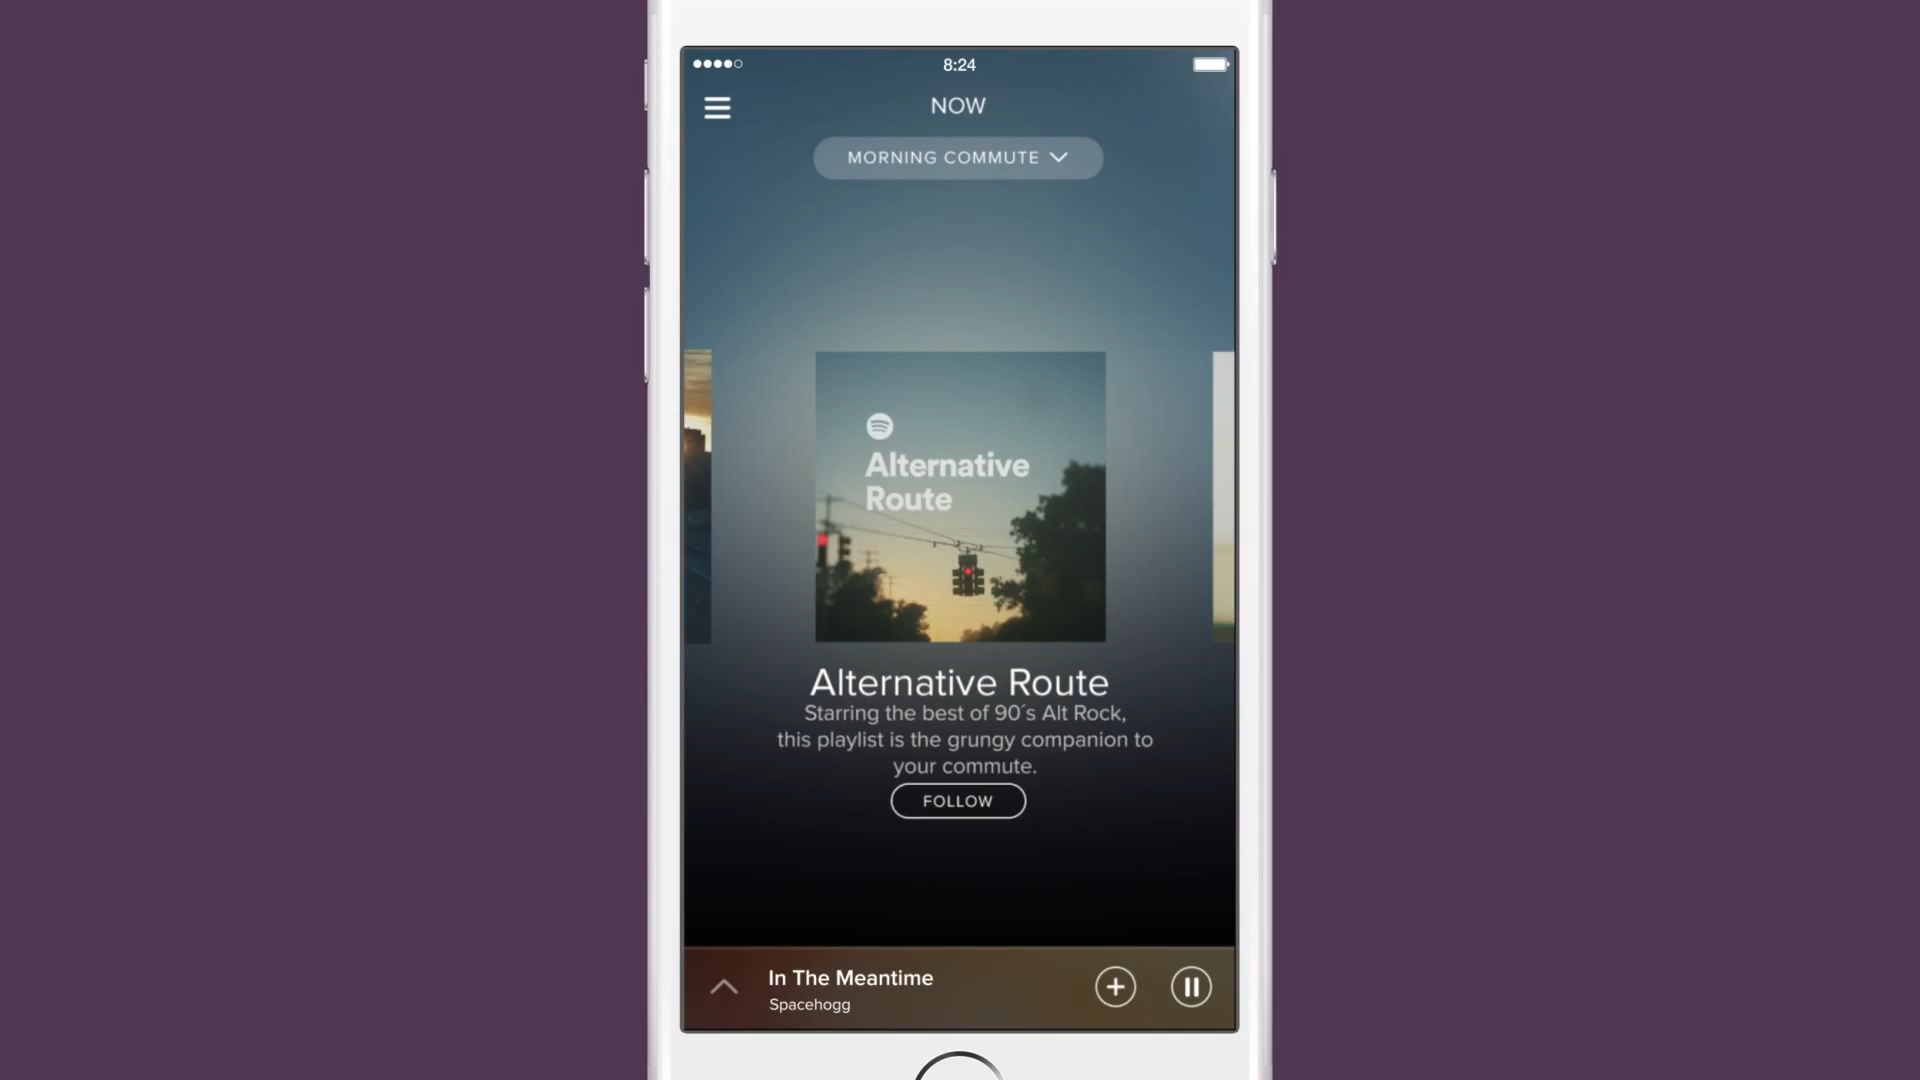 8:24
NOW
MORNING COMMUTE
Alternative
Route
Alternative Route
Starring the best of 90´s Alt Rock,
this playlist is the grungy companion to
your commute.
FOLLOW
In The Meantime
Spacehogg